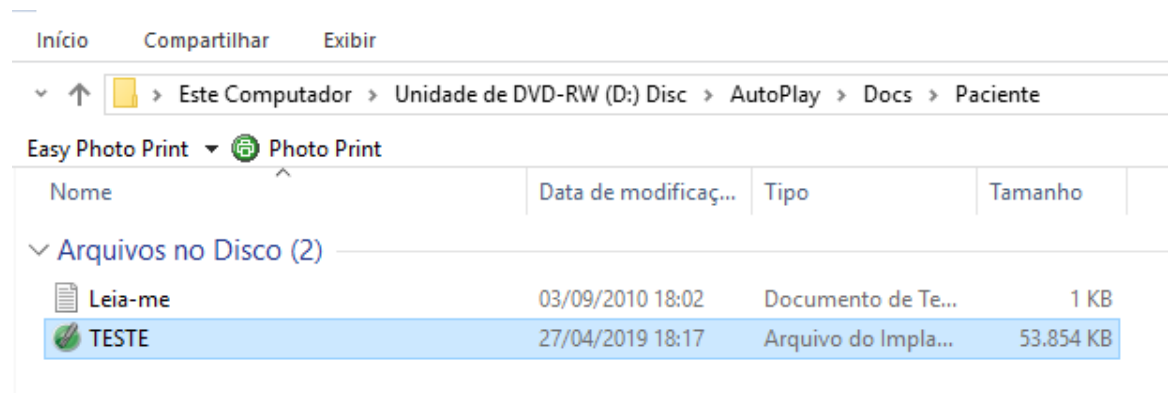 Início Compartilhar Exibir
Este Computador > Unidade de DVD-RW (D:) Disc > AutoPlay > Docs > Paciente
Easy Photo Print Photo Print
Nome Data de modificaç... Tipo Tamanho
Arquivos no Disco (2)
Leia-me 03/09/2010 18:02 Documento de Te... 1 KB
TESTE 27/04/2019 18:17 Arquivo do Impla... 53.854 KB